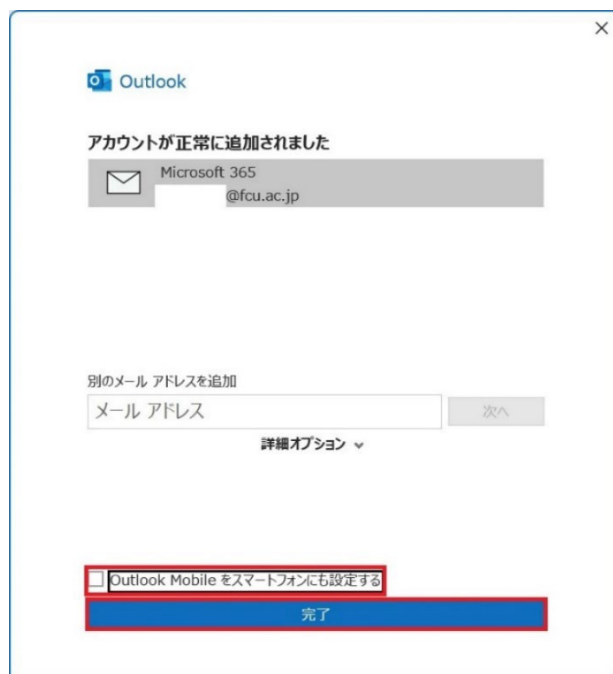 Outlook
アカウントが正常に追加されました
Microsoft 365
@fcu.ac.jp
別のメール アドレスを追加
メール アドレス
次へ
詳細オプション
Outlook Mobile をスマートフォンにも設定する
完了